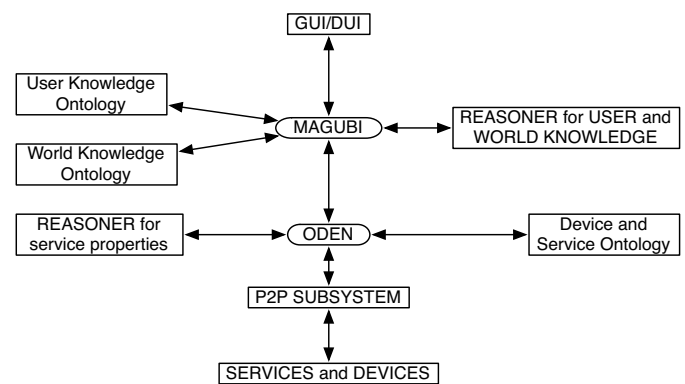 GUI/DUI
User Knowledge
Ontology
MAGUBI
REASONER for USER and
WORLD KNOWLEDGE
World Knowledge
Ontology
REASONER for
service properties
ODEN
Device and
Service Ontology
P2P SUBSYSTEM
SERVICES and DEVICES